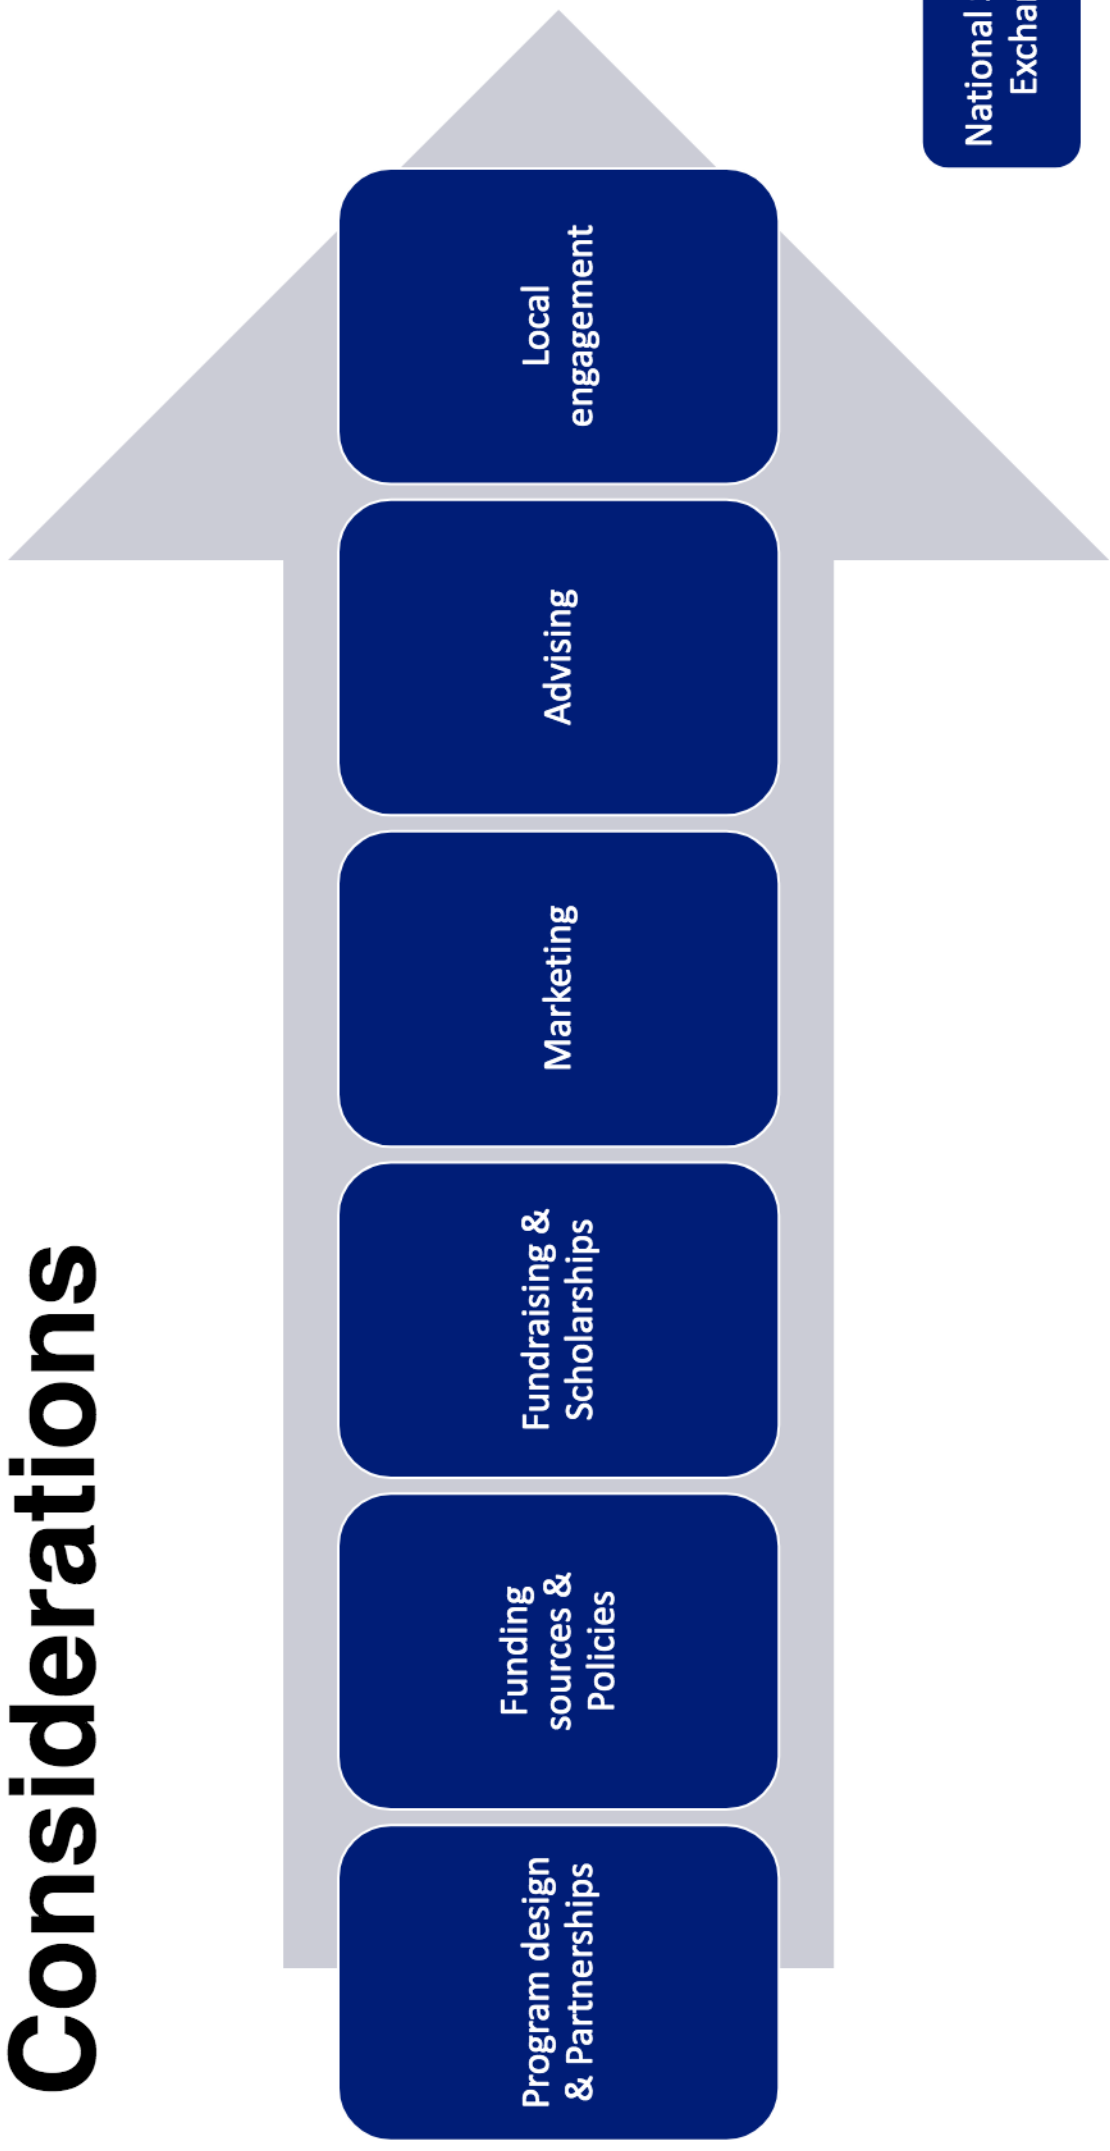 Considerations
Program design
& Partnerships
Funding
sources &
Policies
Fundraising &
Scholarships
Marketing
Advising
Local
engagement
National